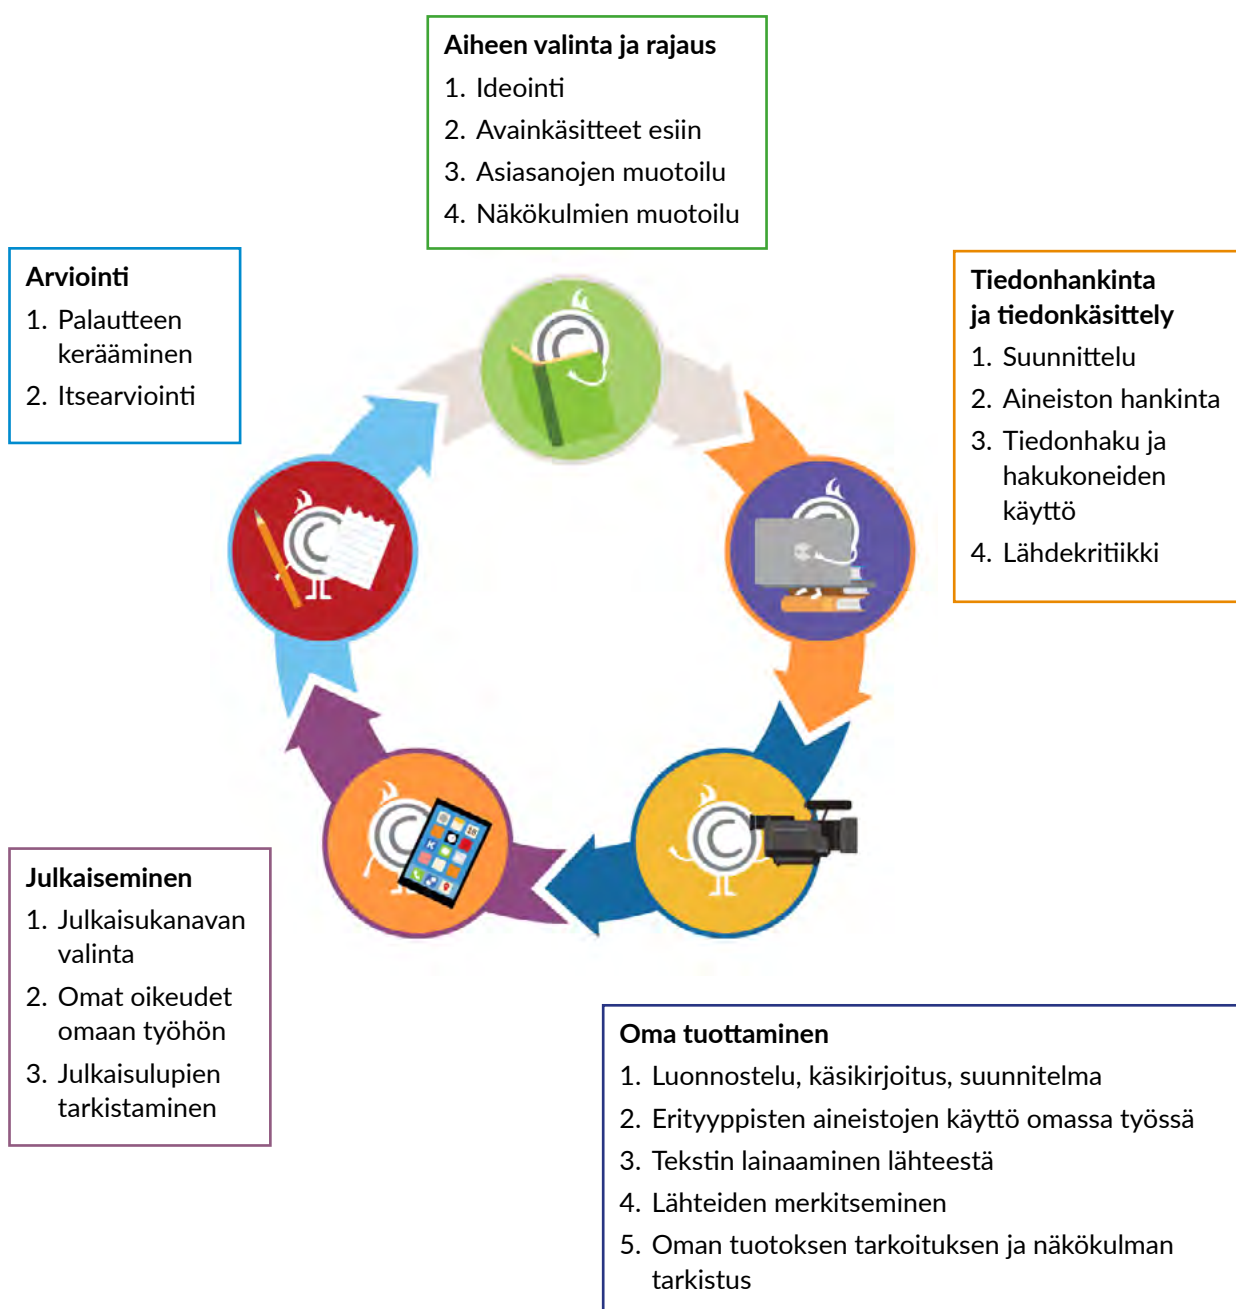 Aiheen valinta ja rajaus
1. Ideointi
2. Avainkäsitteet esiin
3. Asiasanojen muotoilu
4. Näkökulmien muotoilu
Tiedonhankinta
ja tiedonkäsittely
1. Suunnittelu
2. Aineiston hankinta
3. Tiedonhaku ja
hakukoneiden
käyttö
4. Lähdekritiikki
Oma tuottaminen
1. Luonnostelu, käsikirjoitus, suunnitelma
2. Erityyppisten aineistojen käyttö omassa työssä
3. Tekstin lainaaminen lähteestä
4. Lähteiden merkitseminen
5. Oman tuotoksen tarkoituksen ja näkökulman
tarkistus
Julkaiseminen
1. Julkaisukanavan
valinta
2. Omat oikeudet
omaan työhön
3. Julkaisulupien
tarkistaminen
Arviointi
1. Palautteen
kerääminen
2. Itsearviointi